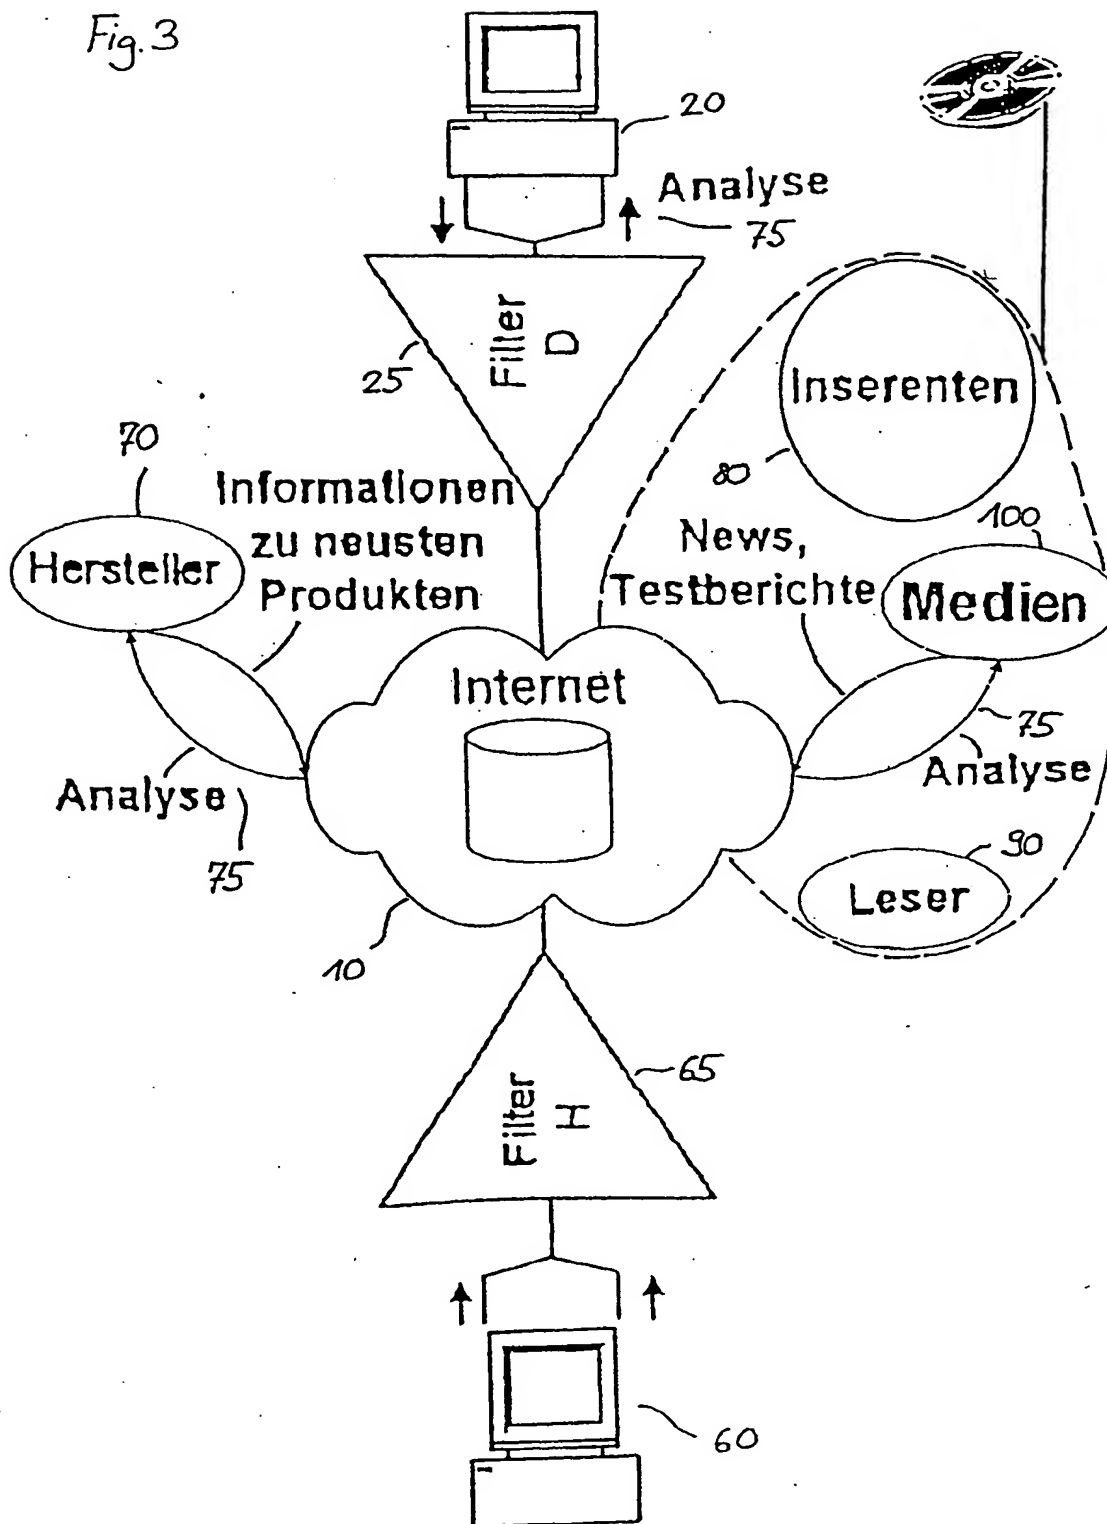 Fig. 3
20
Analyse
75
Filter
D
25
Inserenten
80
70
Informationen
zu neusten
Produkten
Hersteller
100
News,
Testberichte
Medien
Internet
75
Analyse
Analyse
75
90
Leser
10
65
Filter
H
60